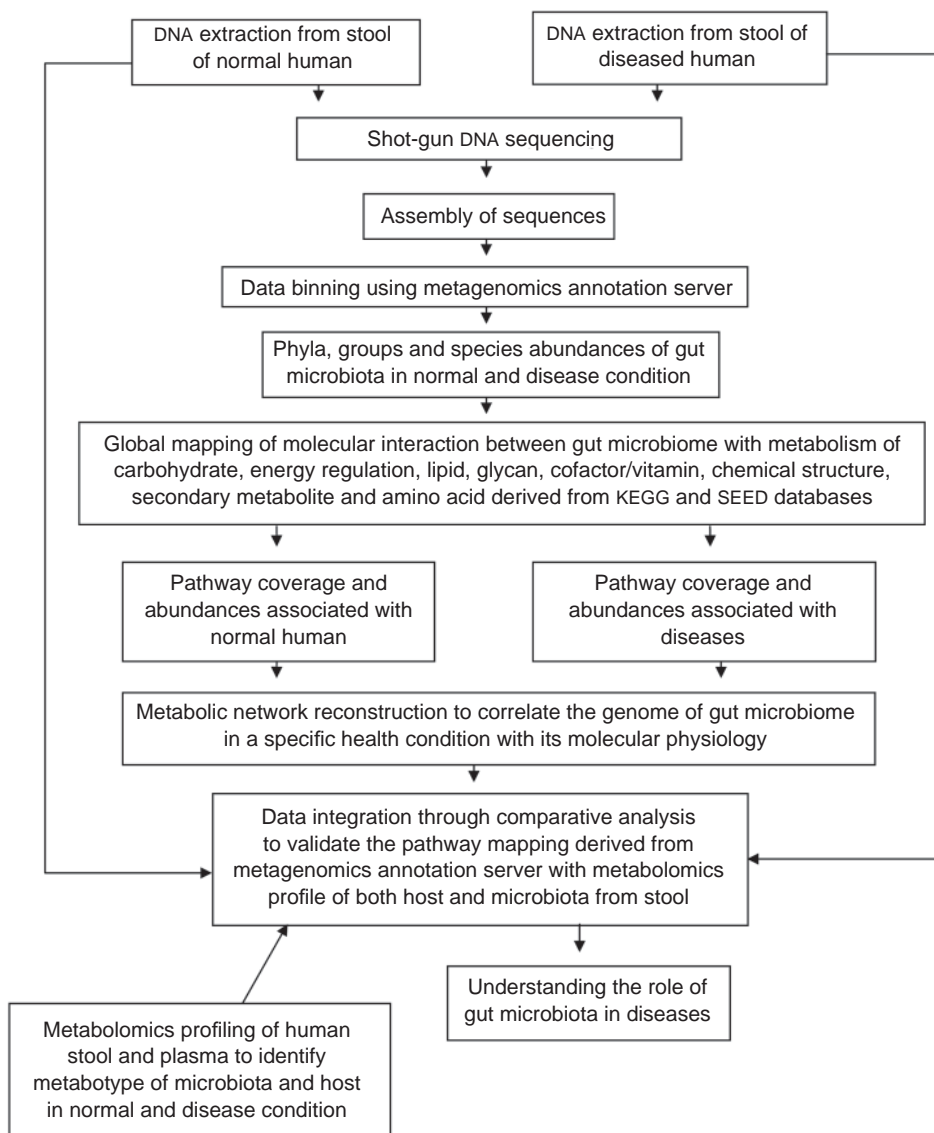 DNA extraction from stool
of normal human
DNA extraction from stool of
diseased human
Shot-gun DNA sequencing
Assembly of sequences
Data binning using metagenomics annotation server
Phyla, groups and species abundances of gut
microbiota in normal and disease condition
Global mapping of molecular interaction between gut microbiome with metabolism of
carbohydrate, energy regulation, lipid, glycan, cofactor/vitamin, chemical structure,
secondary metabolite and amino acid derived from KEGG and SEED databases
Pathway coverage and
abundances associated with
normal human
Pathway coverage and
abundances associated with
diseases
Metabolic network reconstruction to correlate the genome of gut microbiome
in a specific health condition with its molecular physiology
Data integration through comparative analysis
to validate the pathway mapping derived from
metagenomics annotation server with metabolomics
profile of both host and microbiota from stool
Understanding the role of
gut microbiota in diseases
Metabolomics profiling of human
stool and plasma to identify
metabotype of microbiota and host
in normal and disease condition